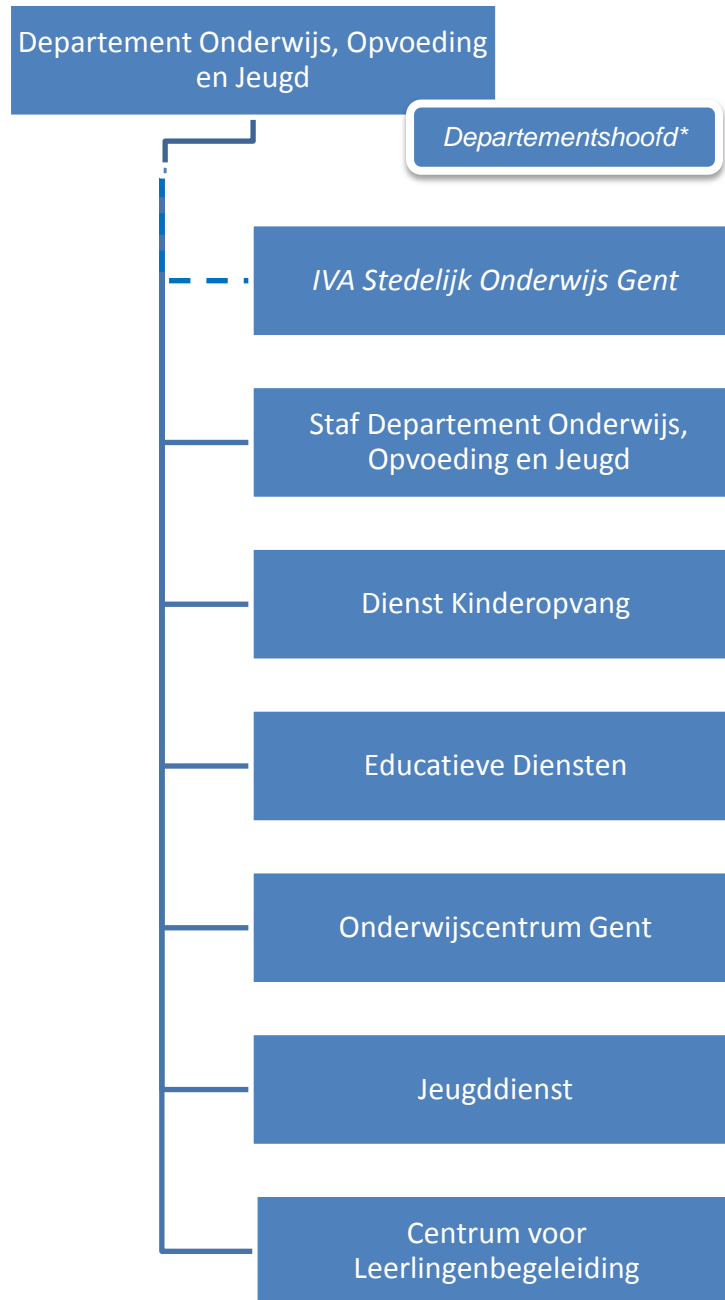 Departement Onderwijs, Opvoeding
en Jeugd
Departementshoofd*
IVA Stedelijk Onderwijs Gent
Staf Departement Onderwijs,
Opvoeding en Jeugd
Dienst Kinderopvang
Educatieve Diensten
Onderwijscentrum Gent
Jeugddienst
Centrum voor
Leerlingenbegeleiding